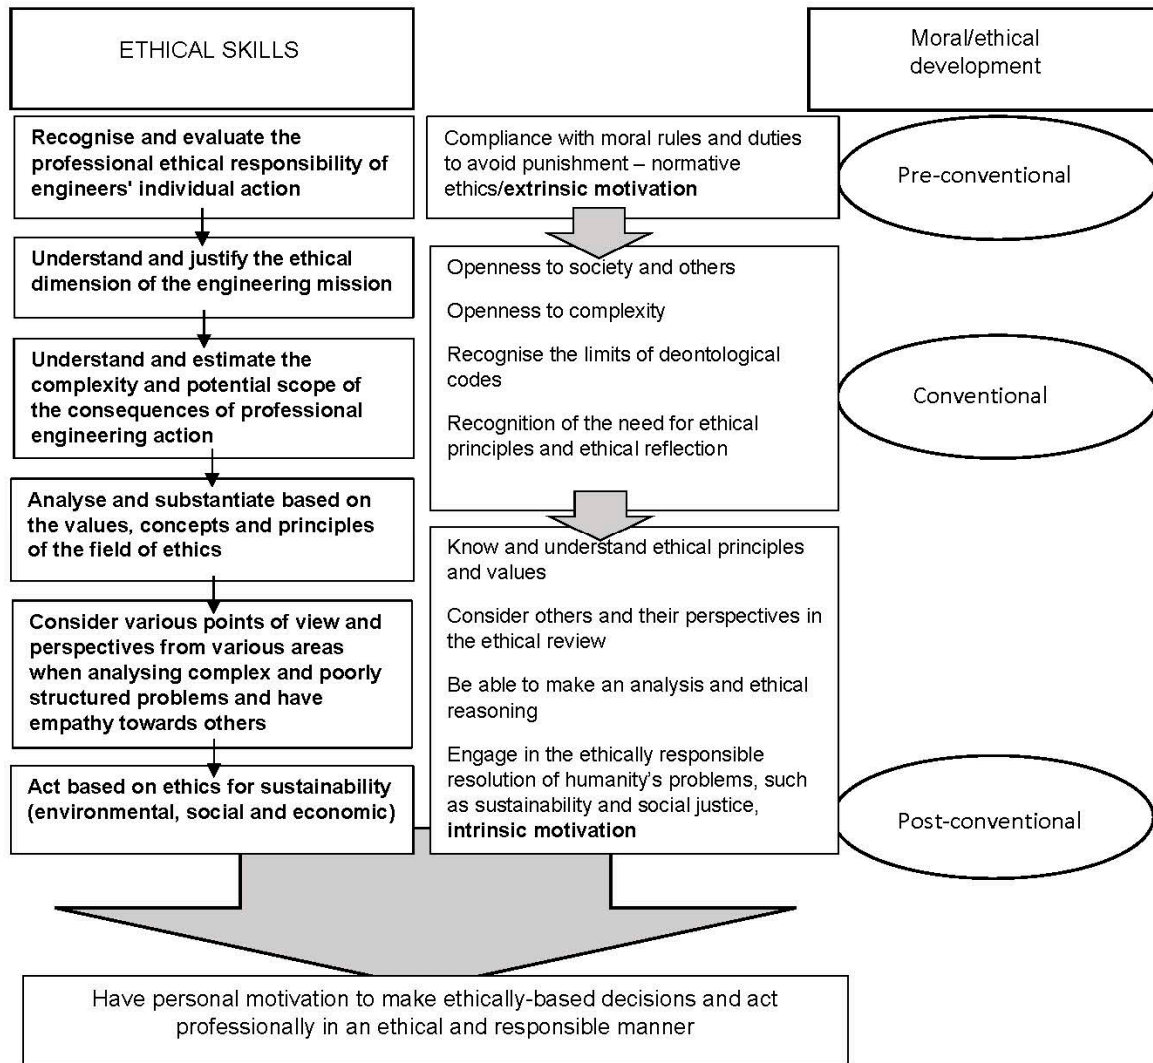 ETHICAL SKILLS
Moral/ethical
development
Recognise and evaluate the
professional ethical responsibility of
engineers' individual action
Understand and justify the ethical
dimension of the engineering mission
Understand and estimate the
complexity and potential scope of
the consequences of professional
engineering action
Analyse and substantiate based on
the values, concepts and principles
of the field of ethics
Consider various points of view and
perspectives from various areas
when analysing complex and poorly
structured problems and have
empathy towards others
Act based on ethics for sustainability
(environmental, social and economic)
Compliance with moral rules and duties
to avoid punishment – normative
ethics/extrinsic motivation
Openness to society and others
Openness to complexity
Recognise the limits of deontological
codes
Recognition of the need for ethical
principles and ethical reflection
Know and understand ethical principles
and values
Consider others and their perspectives in
the ethical review
Be able to make an analysis and ethical
reasoning
Engage in the ethically responsible
resolution of humanity's problems, such
as sustainability and social justice,
intrinsic motivation
Pre-conventional
Conventional
Post-conventional
Have personal motivation to make ethically-based decisions and act
professionally in an ethical and responsible manner